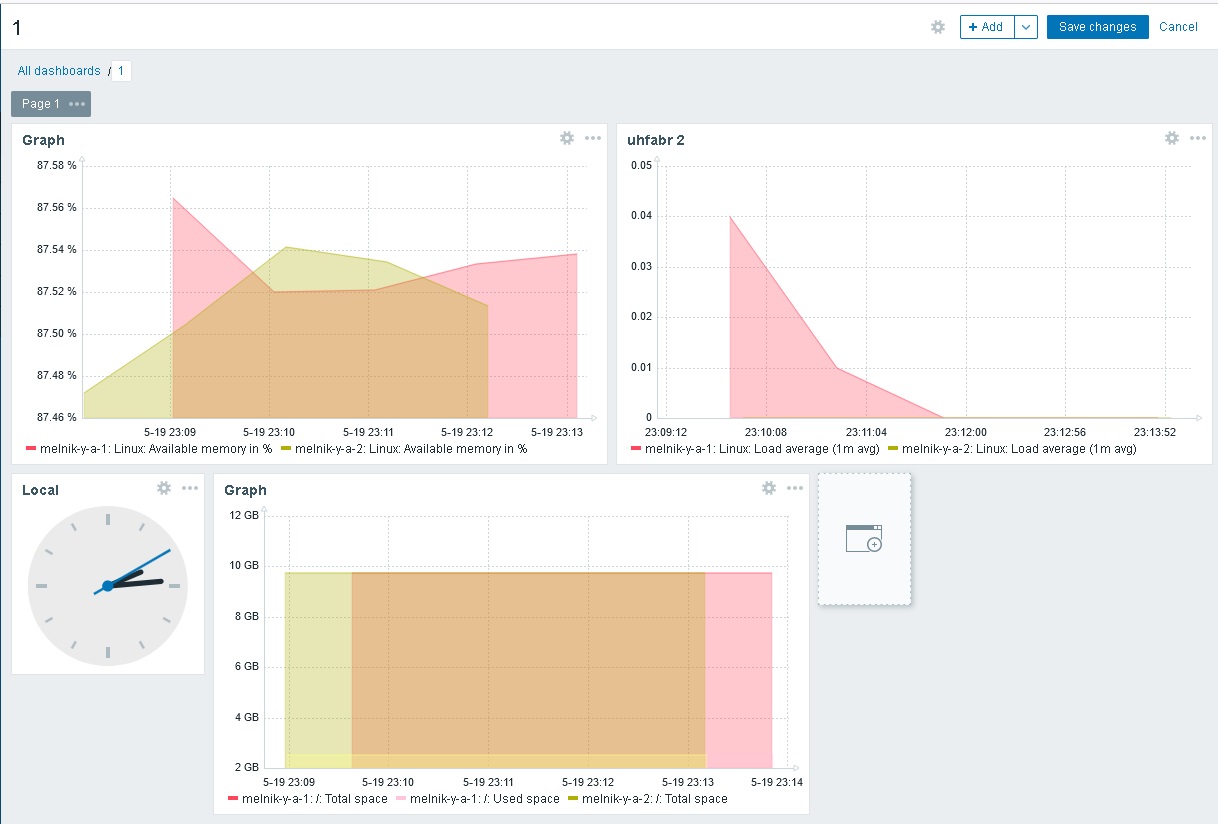 1
+ Add
Save changes
Cancel
All dashboards / 1
Page 1
Graph
87.58 %
87.56 %
87.54 %
87.52 %
87.50 %
87.48 %
87.46 %
5-19 23:09 5-19 23:10 5-19 23:11 5-19 23:12 5-19 23:13
melnik-y-a-1: Linux: Available memory in % melnik-y-a-2: Linux: Available memory in %
uhfabr 2
0.05
0.04
0.03
0.02
0.01
0
23:09:12 23:10:08 23:11:04 23:12:00 23:12:56 23:13:52
melnik-y-a-1: Linux: Load average (1m avg) melnik-y-a-2: Linux: Load average (1m avg)
Local
Graph
12 GB
10 GB
8 GB
6 GB
4 GB
2 GB
5-19 23:09 5-19 23:10 5-19 23:11 5-19 23:12 5-19 23:13 5-19 23:14
melnik-y-a-1: /: Total space melnik-y-a-1: /: Used space melnik-y-a-2: /: Total space